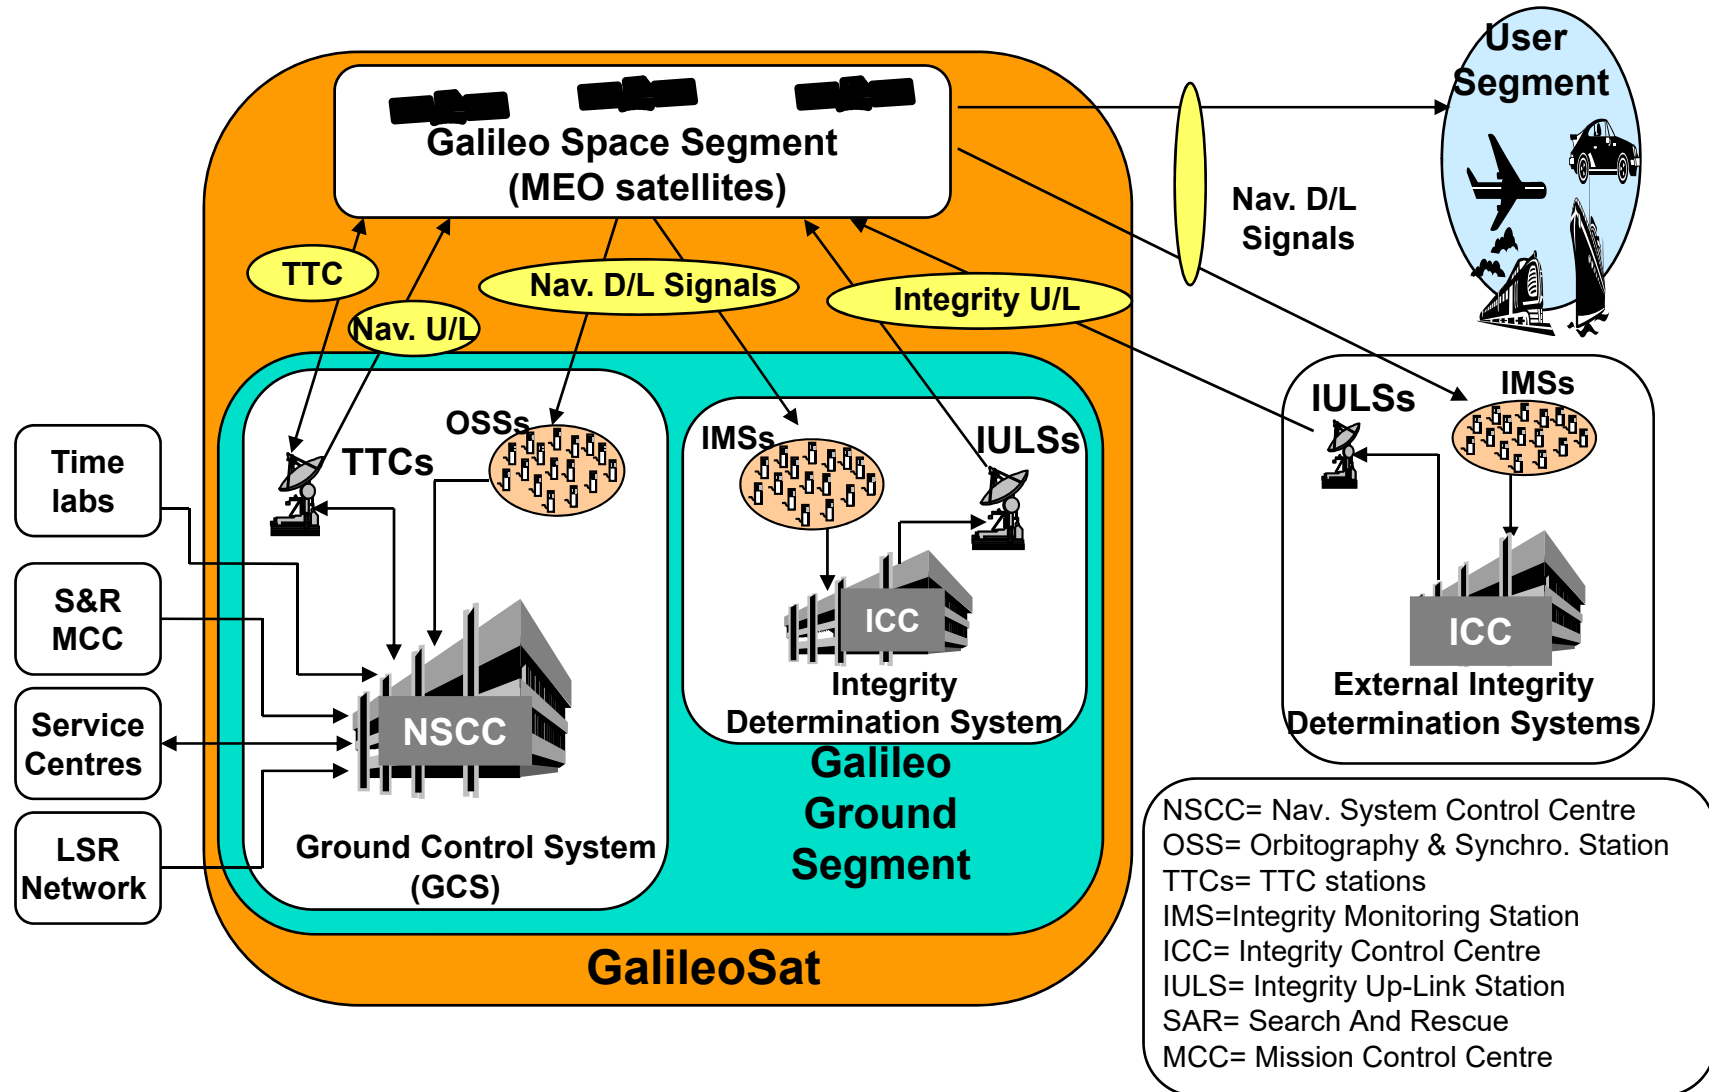 User
Segment
Galileo Space Segment
(MEO satellites)
Nav. D/L
Signals
TTC
Nav. D/L Signals
Integrity U/L
Nav. U/L
IMSs
IULSs
OSSs
IMSs
IULSs
TTCs
Time
labs
S&R
MCC
ICC
ICC
Integrity
Determination System
External Integrity
Determination Systems
Service
Centres
NSCC
Galileo
Ground
Segment
LSR
Network
Ground Control System
(GCS)
GalileoSat
NSCC= Nav. System Control Centre
OSS= Orbitography & Synchro. Station
TTCs= TTC stations
IMS=Integrity Monitoring Station
ICC= Integrity Control Centre
IULS= Integrity Up-Link Station
SAR= Search And Rescue
MCC= Mission Control Centre